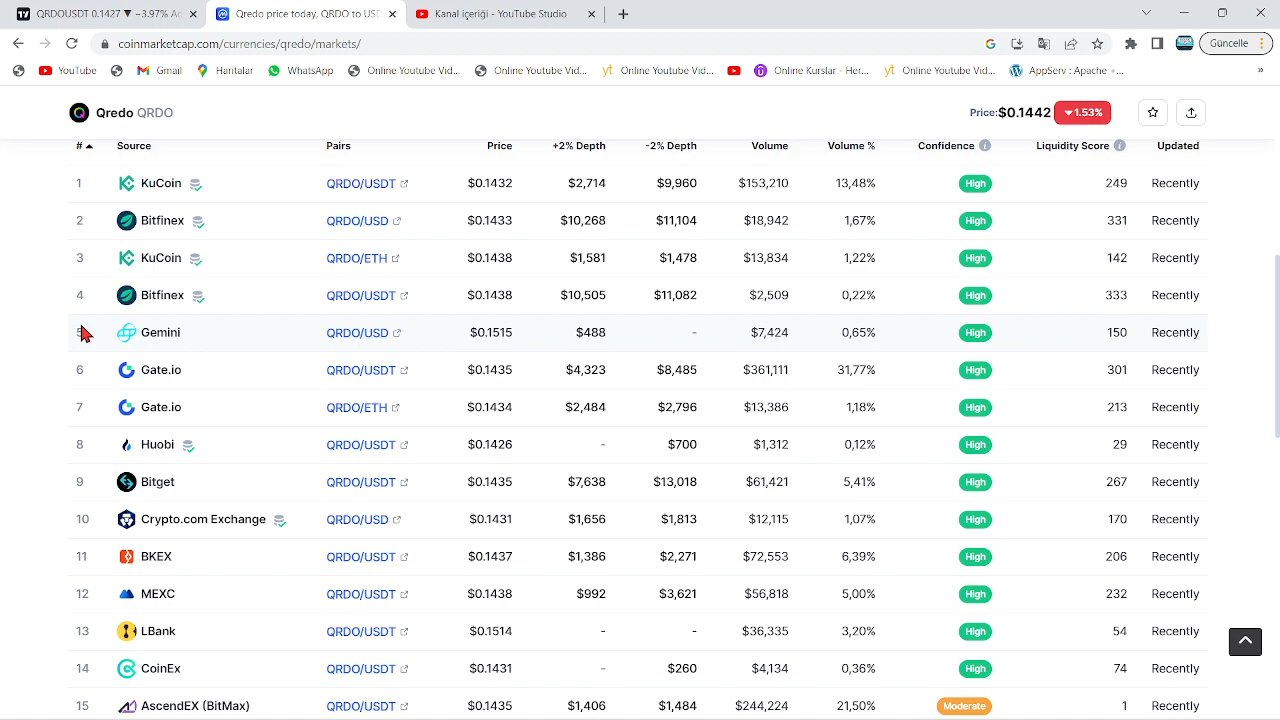 QRDOUSDT 0.1427 ▼ −3.97% Ad
Qredo price today, QRDO to USD
Kanal içeriği - YouTube Studio
coinmarketcap.com/currencies/qredo/markets/
Güncelle
YouTube
Gmail
Haritalar
WhatsApp
Online Youtube Vid...
Online Youtube Vid...
Online Youtube Vid...
Online Kurslar - Her...
Online Youtube Vid...
AppServ : Apache +...
»
Qredo QRDO
Price:$0.1442 ▼1.53%
# Source Pairs Price +2% Depth -2% Depth Volume Volume % Confidence Liquidity Score Updated
1 KuCoin QRDO/USDT $0.1432 $2,714 $9,960 $153,210 13,48% High 249 Recently
2 Bitfinex QRDO/USD $0.1433 $10,268 $11,104 $18,942 1,67% High 331 Recently
3 KuCoin QRDO/ETH $0.1438 $1,581 $1,478 $13,834 1,22% High 142 Recently
4 Bitfinex QRDO/USDT $0.1438 $10,505 $11,082 $2,509 0,22% High 333 Recently
5 Gemini QRDO/USD $0.1515 $488 - $7,424 0,65% High 150 Recently
6 Gate.io QRDO/USDT $0.1435 $4,323 $8,485 $361,111 31,77% High 301 Recently
7 Gate.io QRDO/ETH $0.1434 $2,484 $2,796 $13,386 1,18% High 213 Recently
8 Huobi QRDO/USDT $0.1426 - $700 $1,312 0,12% High 29 Recently
9 Bitget QRDO/USDT $0.1435 $7,638 $13,018 $61,421 5,41% High 267 Recently
10 Crypto.com Exchange QRDO/USD $0.1431 $1,656 $1,813 $12,115 1,07% High 170 Recently
11 BKEX QRDO/USDT $0.1437 $1,386 $2,271 $72,553 6,39% High 206 Recently
12 MEXC QRDO/USDT $0.1438 $992 $3,621 $56,818 5,00% High 232 Recently
13 LBank QRDO/USDT $0.1514 - - $36,335 3,20% High 54 Recently
14 CoinEx QRDO/USDT $0.1431 - $260 $4,134 0,36% High 74 Recently
15 AscendEX (BitMax) QRDO/USDT $0.1435 $1,406 $1,484 $244,224 21,50% Moderate 1 Recently